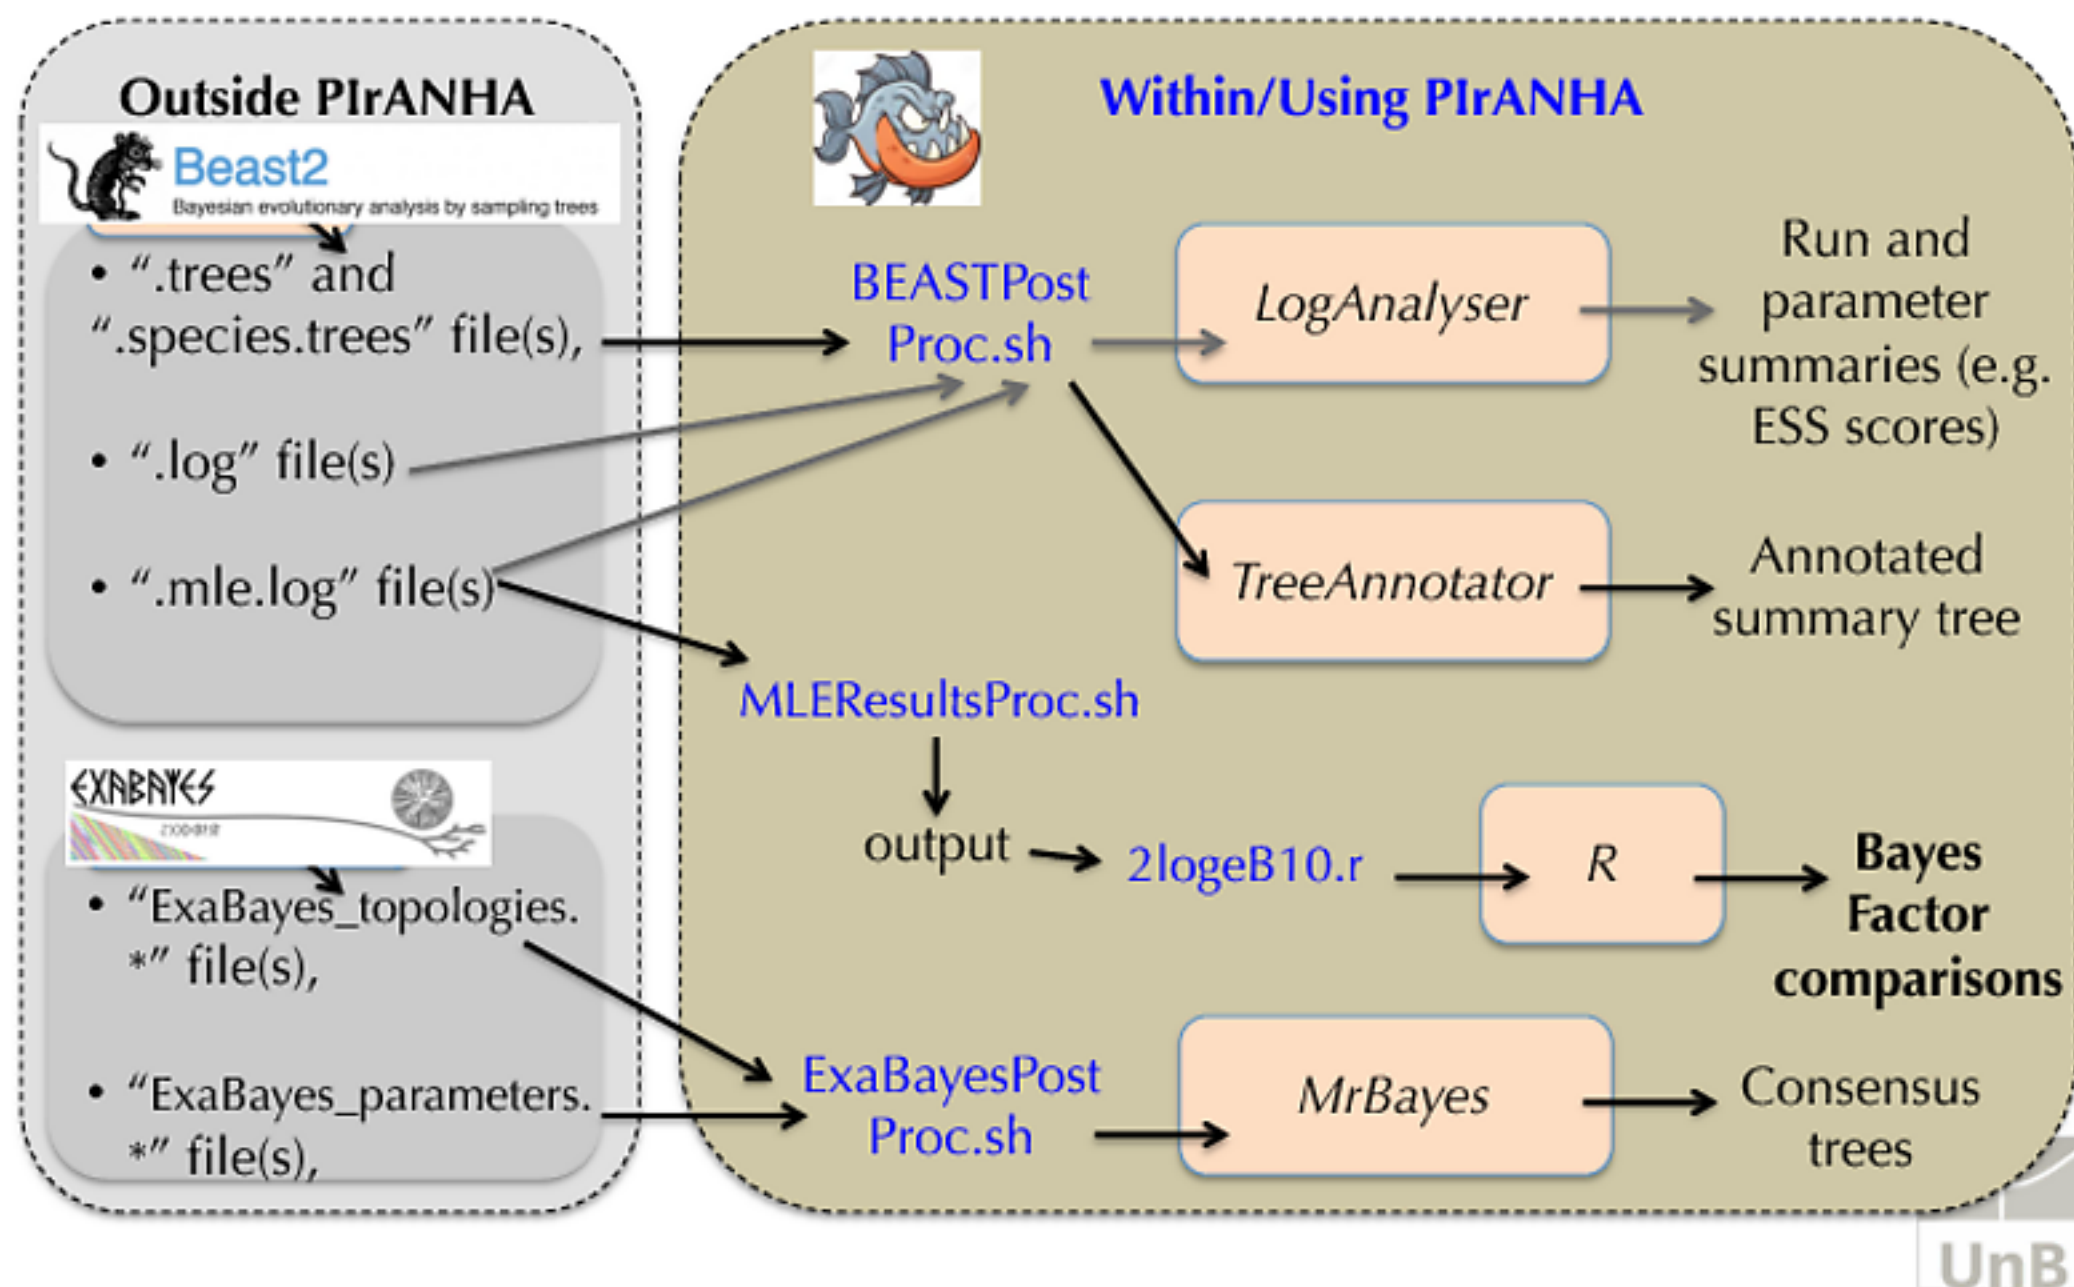 Outside PIrANHA
Beast2
Bayesian evolutionary analysis by sampling trees
• “.trees” and
“.species.trees” file(s),
• “.log” file(s)
• “.mle.log” file(s)
EXABAYES
• “ExaBayes_topologies.
*” file(s),
• “ExaBayes_parameters.
*” file(s),
Within/Using PIrANHA
BEASTPost
Proc.sh
LogAnalyser
Run and
parameter
summaries (e.g.
ESS scores)
TreeAnnotator
Annotated
summary tree
MLEResultsProc.sh
output
2logeB10.r
R
Bayes
Factor
comparisons
ExaBayesPost
Proc.sh
MrBayes
Consensus
trees
UnB